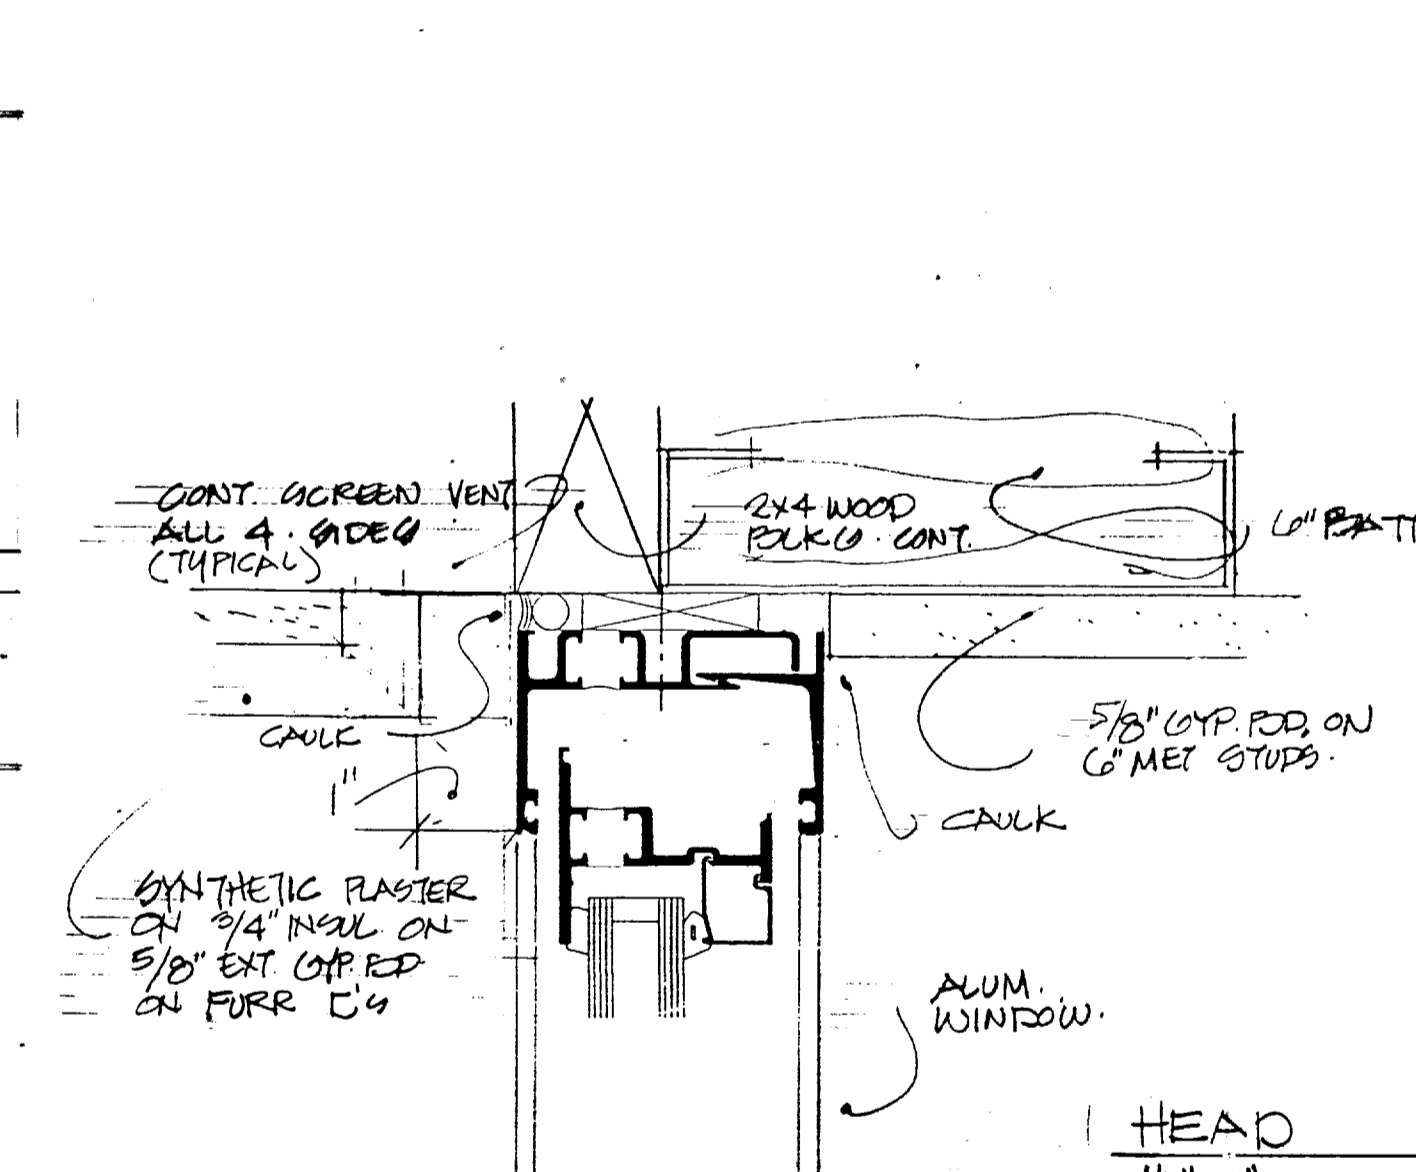 CONT. SCREEN VENT
ALL 4. SIDES
(TYPICAL)
2X4 WOOD
BLKG. CONT.
6" BATT
CAULK
1"
5/8" GYP. BD. ON
6" MET STUDS.
CAULK
SYNTHETIC PLASTER
ON 3/4" INSUL. ON
5/8" EXT. GYP. BD.
ON FURR C'S
ALUM.
WINDOW.
HEAD